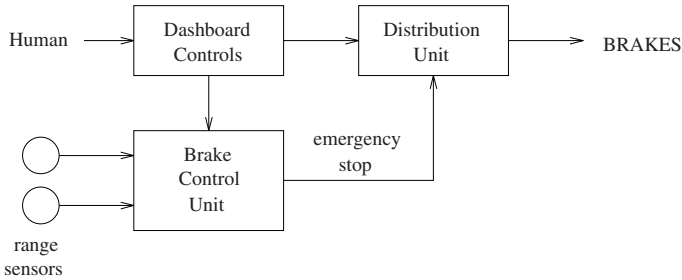 Human
Dashboard
Controls
Distribution
Unit
BRAKES
Brake
Control
Unit
emergency
stop
range
sensors